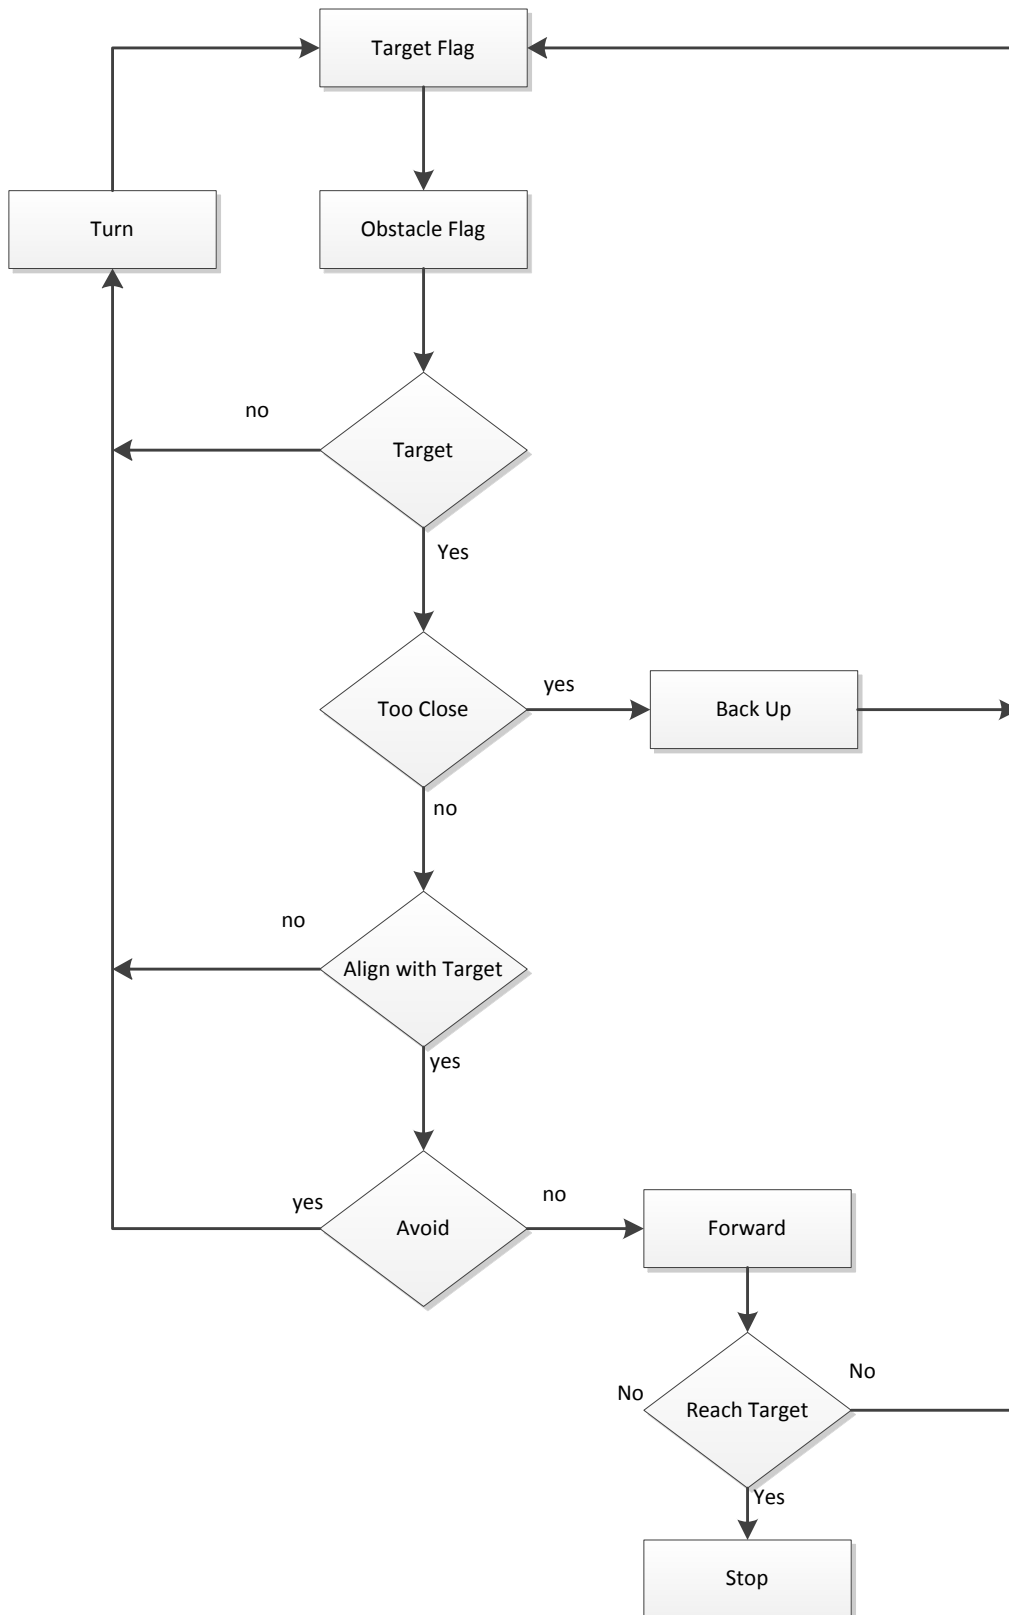 Target Flag
Turn
Obstacle Flag
no
Target
Yes
Too Close
yes
Back Up
no
no
Align with Target
yes
yes
Avoid
no
Forward
No
Reach Target
No
Yes
Stop